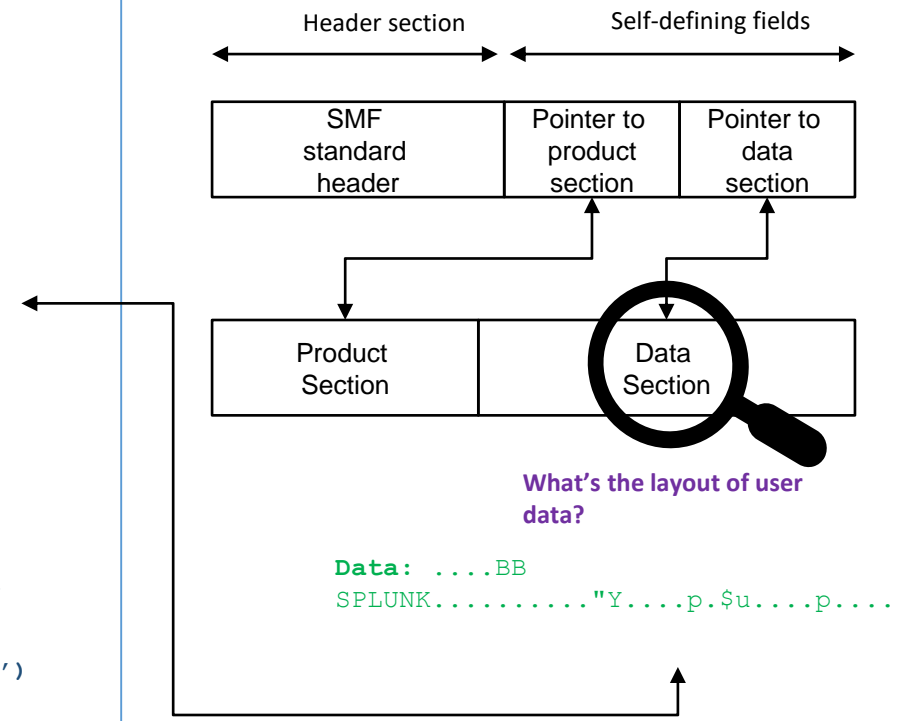 Header section
Self-defining fields
SMF
standard
header
Pointer to
product
section
Pointer to
data
section
Product
Section
Data
Section
What's the layout of user
data?
Data: ....BB
SPLUNK.........."Y....p.$u....p....
')